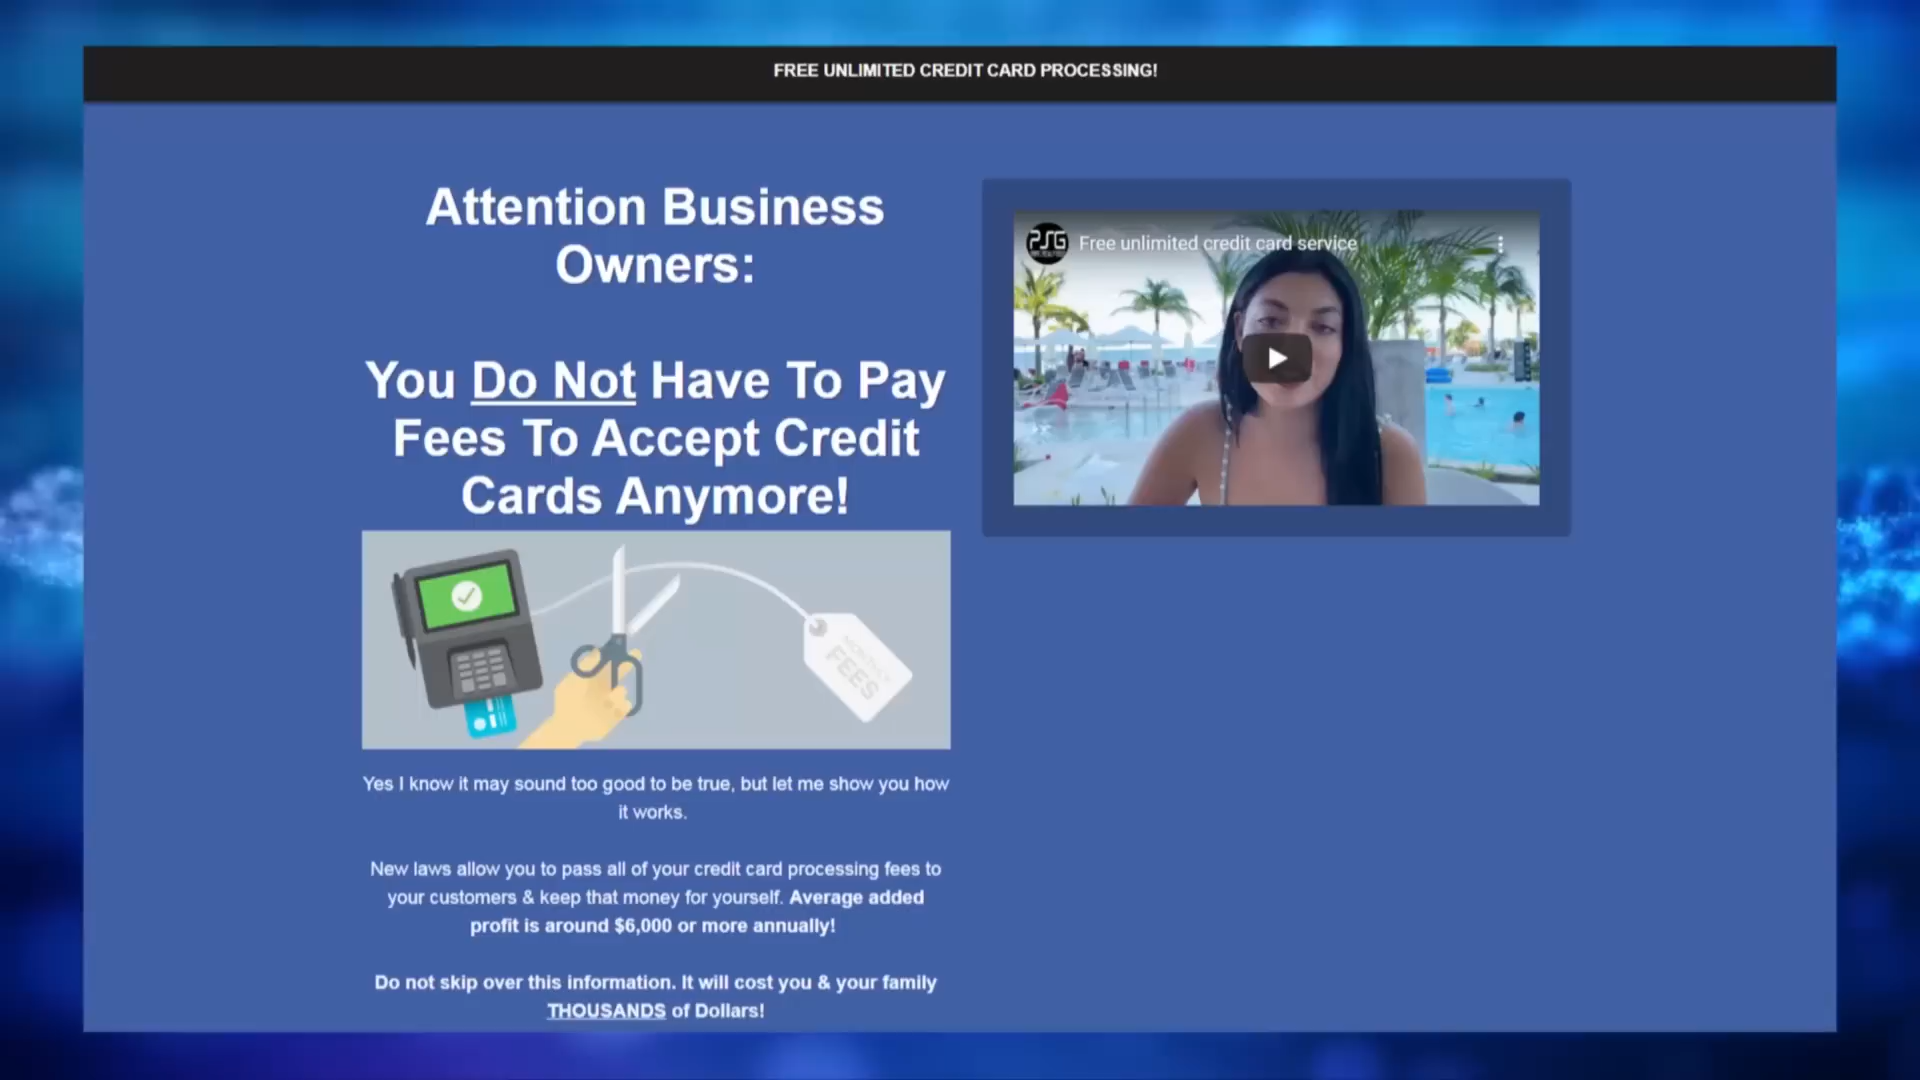 FREE UNLIMITED CREDIT CARD PROCESSING!
Attention Business
Owners:
You Do Not Have To Pay
Fees To Accept Credit
Cards Anymore!
PSG
Free unlimited credit card service
MONTHLY
FEES
Yes I know it may sound too good to be true, but let me show you how
it works.
New laws allow you to pass all of your credit card processing fees to
your customers & keep that money for yourself. Average added
profit is around $6,000 or more annually!
Do not skip over this information. It will cost you & your family
THOUSANDS of Dollars!